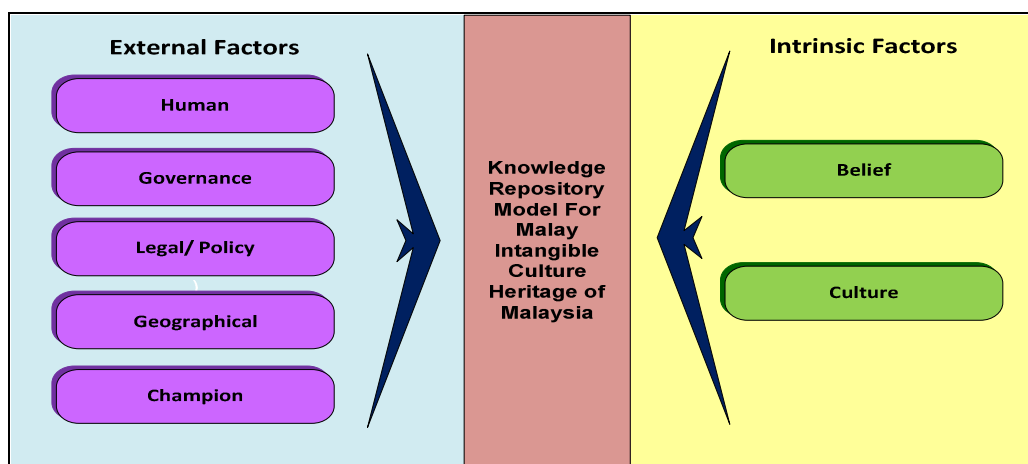 External Factors
Human
Governance
Legal/ Policy
Geographical
Champion
Knowledge
Repository
Model For
Malay
Intangible
Culture
Heritage of
Malaysia
Intrinsic Factors
Belief
Culture